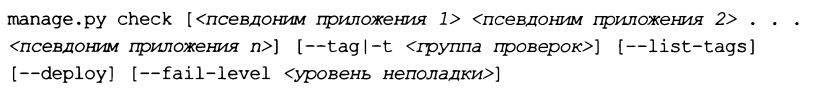 manage.py check [<псевдоним приложения 1> <псевдоним приложения 2> . . .
<псевдоним приложения n>] [--tag|-t <группа проверок>] [--list-tags]
[--deploy] [--fail-level <уровень неполадки>]